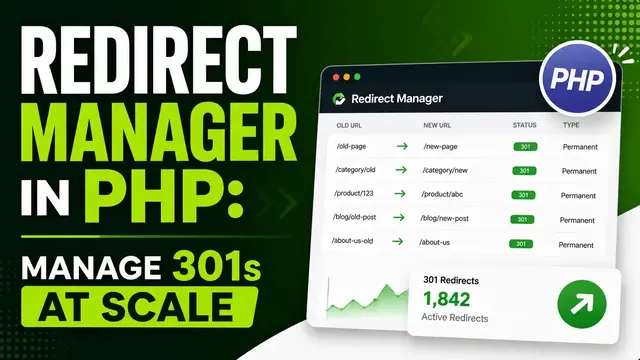 REDIRECT
MANAGER
IN PHP:
MANAGE 301s
AT SCALE
PHP
Redirect Manager
OLD URL NEW URL STATUS TYPE
/old-page → /new-page 301 Permanent
/category/old → /category/new 301 Permanent
/product/123 → /product/abc 301 Permanent
/blog/old-post → /blog/new-post 301 Permanent
/about-us-old → /about-us 301 Permanent
301 Redirects
1,842
Active Redirects